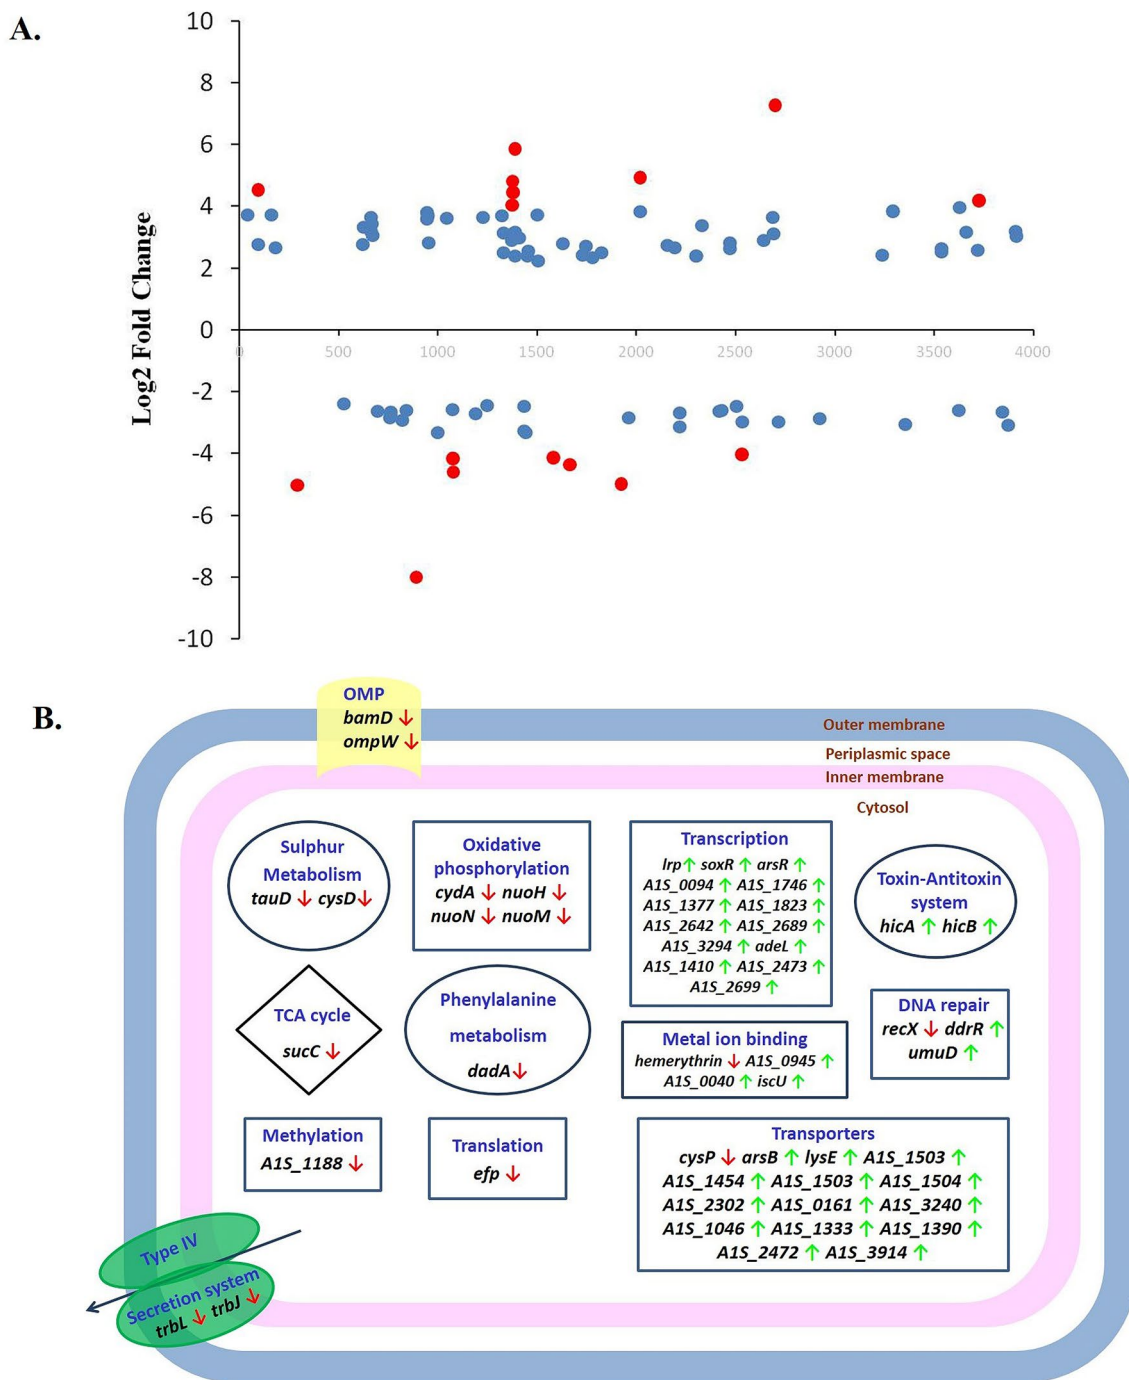 A.
10
8
6
4
2
0
-2
-4
-6
-8
-10
Log2 Fold Change
0 500 1000 1500 2000 2500 3000 3500 4000
B.
OMP
bamD ↓
ompW ↓
Outer membrane
Periplasmic space
Inner membrane
Cytosol
Sulphur
Metabolism
tauD ↓ cysD↓
Oxidative
phosphorylation
cydA ↓ nuoH ↓
nuoN ↓ nuoM ↓
Transcription
lrp↑ soxR ↑ arsR ↑
A1S_0094 ↑ A1S_1746 ↑
A1S_1377 ↑ A1S_1823 ↑
A1S_2642 ↑ A1S_2689 ↑
A1S_3294 ↑ adeL ↑
A1S_1410 ↑ A1S_2473 ↑
A1S_2699 ↑
Toxin-Antitoxin
system
hicA ↑ hicB ↑
TCA cycle
sucC ↓
Phenylalanine
metabolism
dadA↓
Metal ion binding
hemerythrin ↓ A1S_0945 ↑
A1S_0040 ↑ iscU ↑
DNA repair
recX ↓ ddrR ↑
umuD ↑
Methylation
A1S_1188 ↓
Translation
efp ↓
Transporters
cysP ↓ arsB ↑ lysE ↑ A1S_1503 ↑
A1S_1454 ↑ A1S_1503 ↑ A1S_1504 ↑
A1S_2302 ↑ A1S_0161 ↑ A1S_3240 ↑
A1S_1046 ↑ A1S_1333 ↑ A1S_1390 ↑
A1S_2472 ↑ A1S_3914 ↑
Type IV
Secretion system
trbL ↓ trbJ ↓